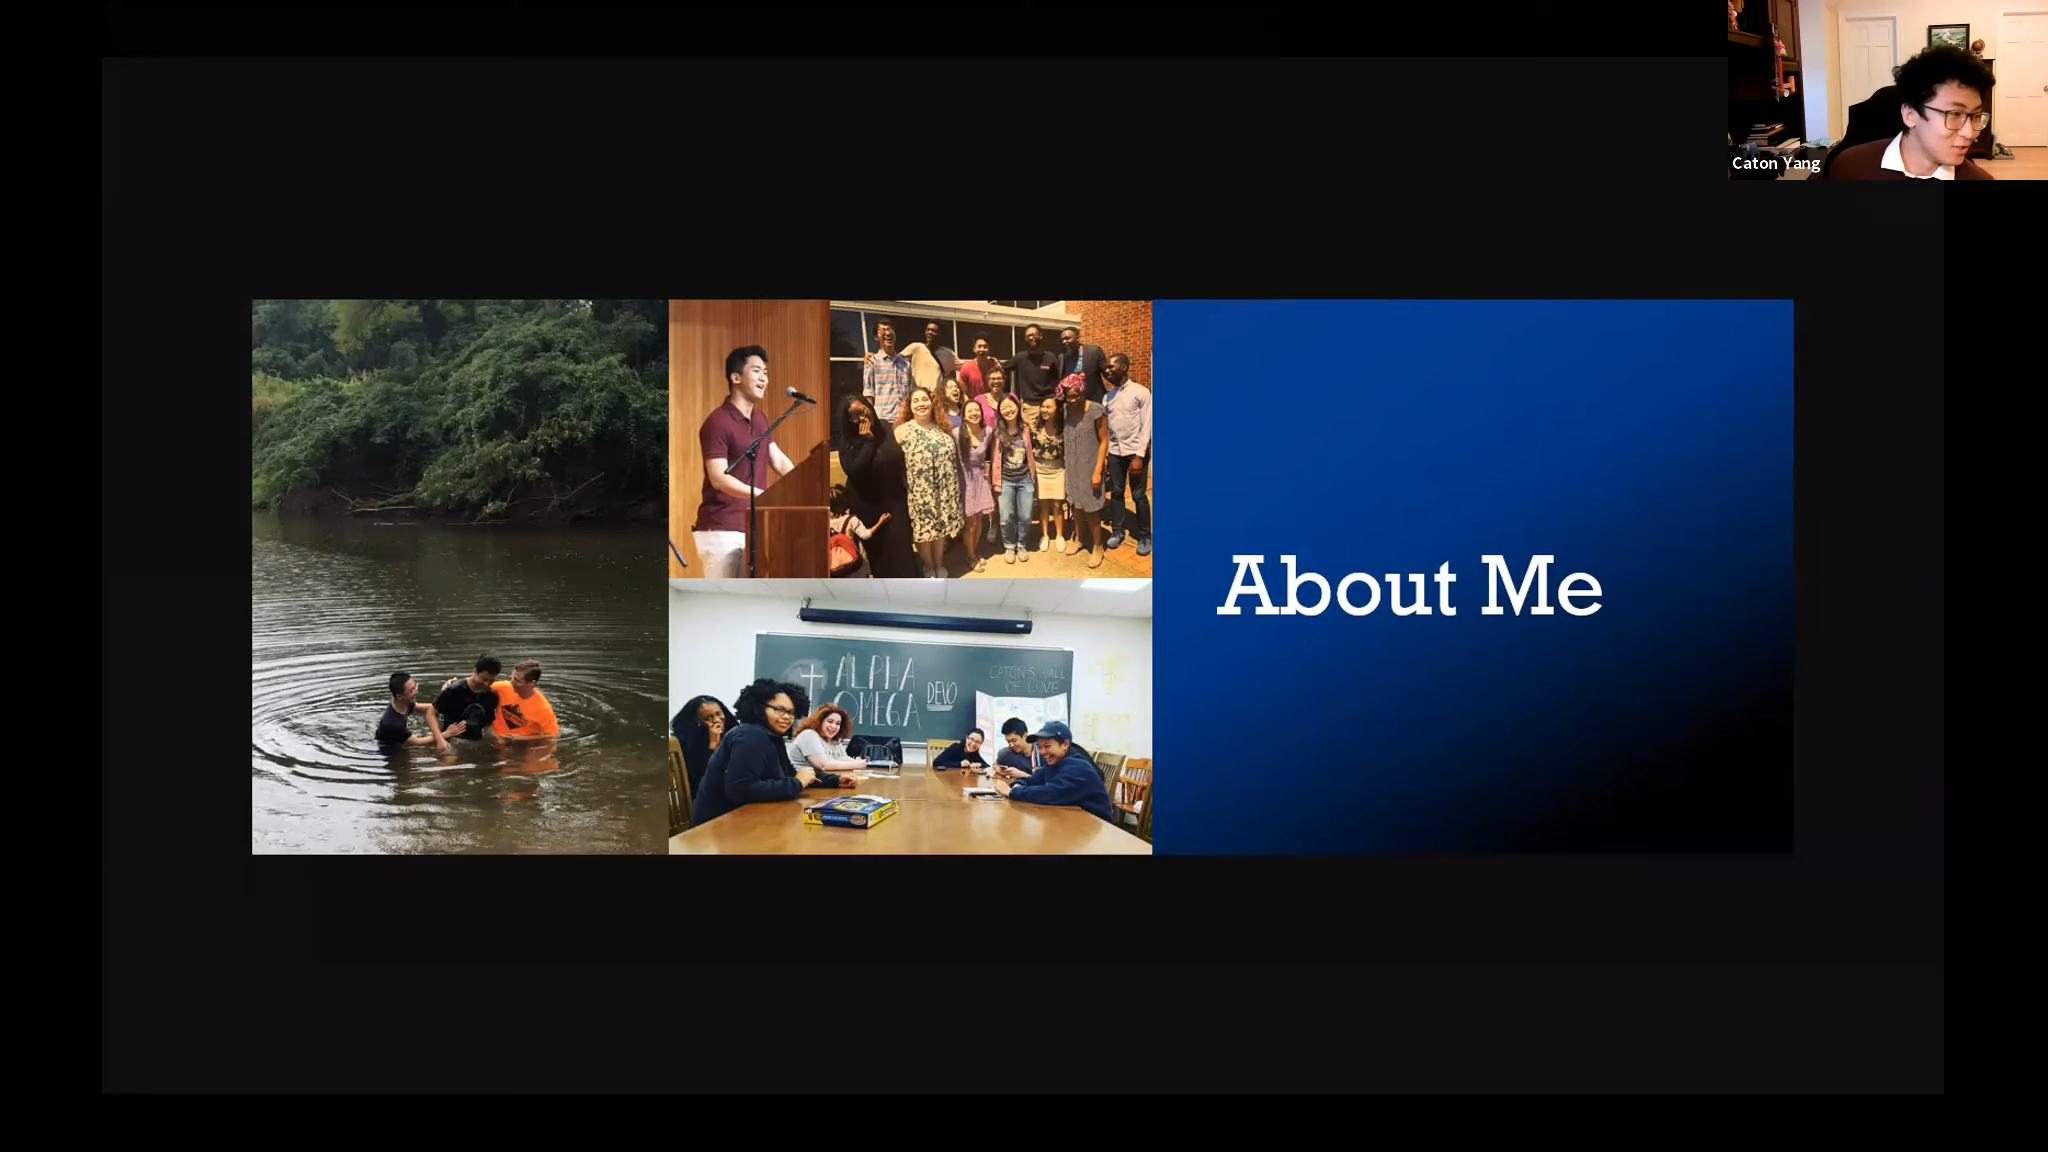 Caton Yang
About Me
ALPHA
OMEGA
DEVO
CATON'S WALL
OF LOVE